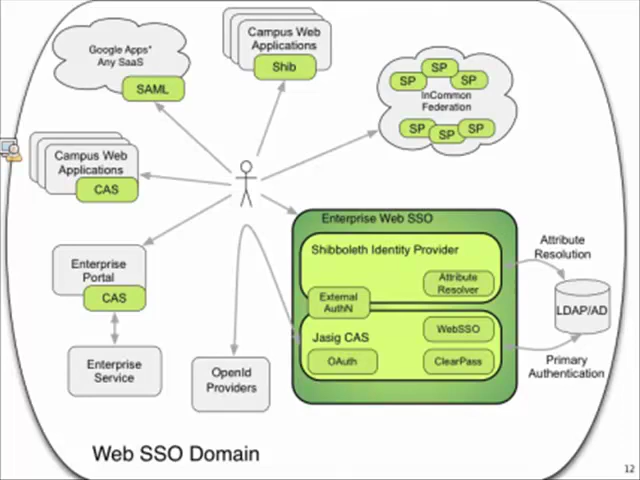 Google Apps*
Any SaaS
SAML
Campus Web
Applications
Shib
SP
SP
SP
InCommon
Federation
SP
SP
SP
Campus Web
Applications
CAS
Enterprise Web SSO
Shibboleth Identity Provider
Attribute
Resolver
External
AuthN
Jasig CAS
WebSSO
OAuth
ClearPass
Attribute
Resolution
LDAP/AD
Primary
Authentication
Enterprise
Portal
CAS
Enterprise
Service
OpenId
Providers
Web SSO Domain
12